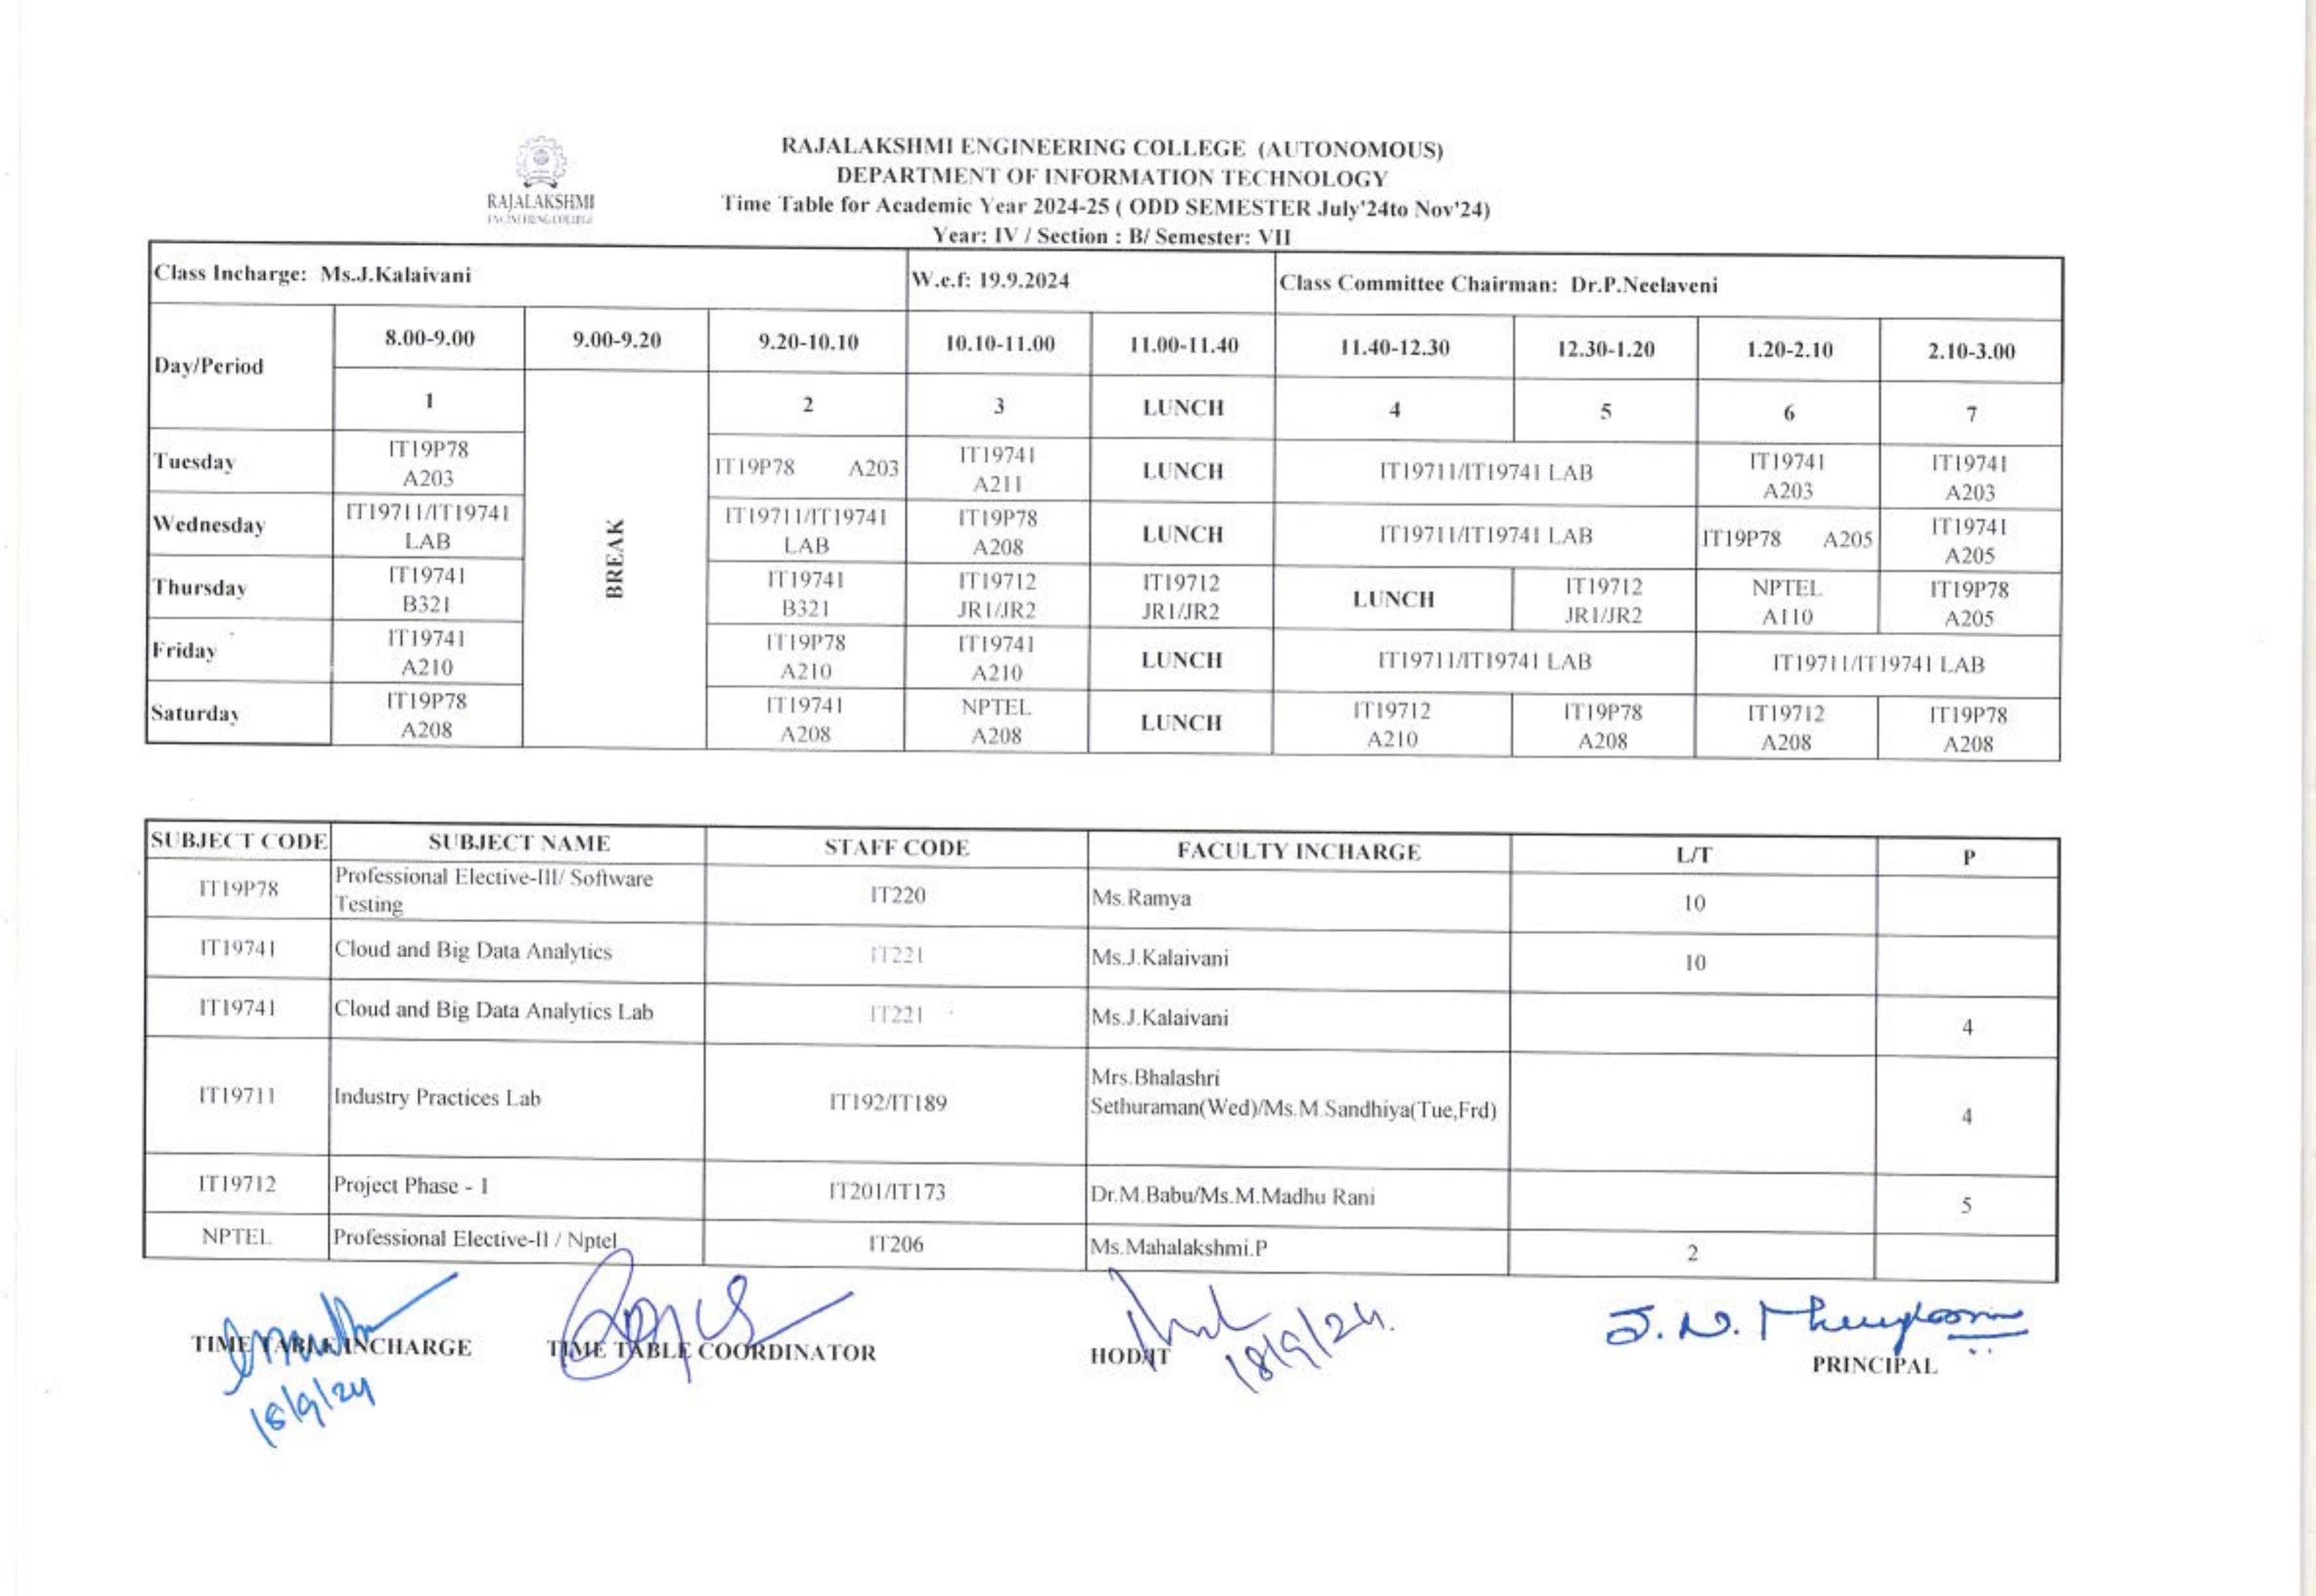 RAJALAKSHMI
ENGINEERING COLLEGE
RAJALAKSHMI ENGINEERING COLLEGE (AUTONOMOUS)
DEPARTMENT OF INFORMATION TECHNOLOGY
Time Table for Academic Year 2024-25 ( ODD SEMESTER July'24to Nov'24)
Year: IV / Section : B/ Semester: VII
Class Incharge: Ms.J.Kalaivani W.e.f: 19.9.2024 Class Committee Chairman: Dr.P.Neelaveni
Day/Period 8.00-9.00 9.00-9.20 9.20-10.10 10.10-11.00 11.00-11.40 11.40-12.30 12.30-1.20 1.20-2.10 2.10-3.00
1 BREAK 2 3 LUNCH 4 5 6 7
Tuesday IT19P78 A203 IT19P78 A203 IT19741 A211 LUNCH IT19711/IT19741 LAB IT19741 A203 IT19741 A203
Wednesday IT19711/IT19741 LAB IT19711/IT19741 LAB IT19P78 A208 LUNCH IT19711/IT19741 LAB IT19P78 A205 IT19741 A205
Thursday IT19741 B321 IT19741 B321 IT19712 JR1/JR2 IT19712 JR1/JR2 LUNCH IT19712 JR1/JR2 NPTEL A110 IT19P78 A205
Friday IT19741 A210 IT19P78 A210 IT19741 A210 LUNCH IT19711/IT19741 LAB IT19711/IT19741 LAB
Saturday IT19P78 A208 IT19741 A208 NPTEL A208 LUNCH IT19712 A210 IT19P78 A208 IT19712 A208 IT19P78 A208
SUBJECT CODE SUBJECT NAME STAFF CODE FACULTY INCHARGE L/T P
IT19P78 Professional Elective-III/ Software Testing IT220 Ms.Ramya 10
IT19741 Cloud and Big Data Analytics IT221 Ms.J.Kalaivani 10
IT19741 Cloud and Big Data Analytics Lab IT221 Ms.J.Kalaivani 4
IT19711 Industry Practices Lab IT192/IT189 Mrs.Bhalashri Sethuraman(Wed)/Ms.M.Sandhiya(Tue,Frd) 4
IT19712 Project Phase - I IT201/IT173 Dr.M.Babu/Ms.M.Madhu Rani 5
NPTEL Professional Elective-II / Nptel IT206 Ms.Mahalakshmi.P 2
TIME TABLE INCHARGE TIME TABLE COORDINATOR HOD/IT PRINCIPAL
18/9/24 18/9/24